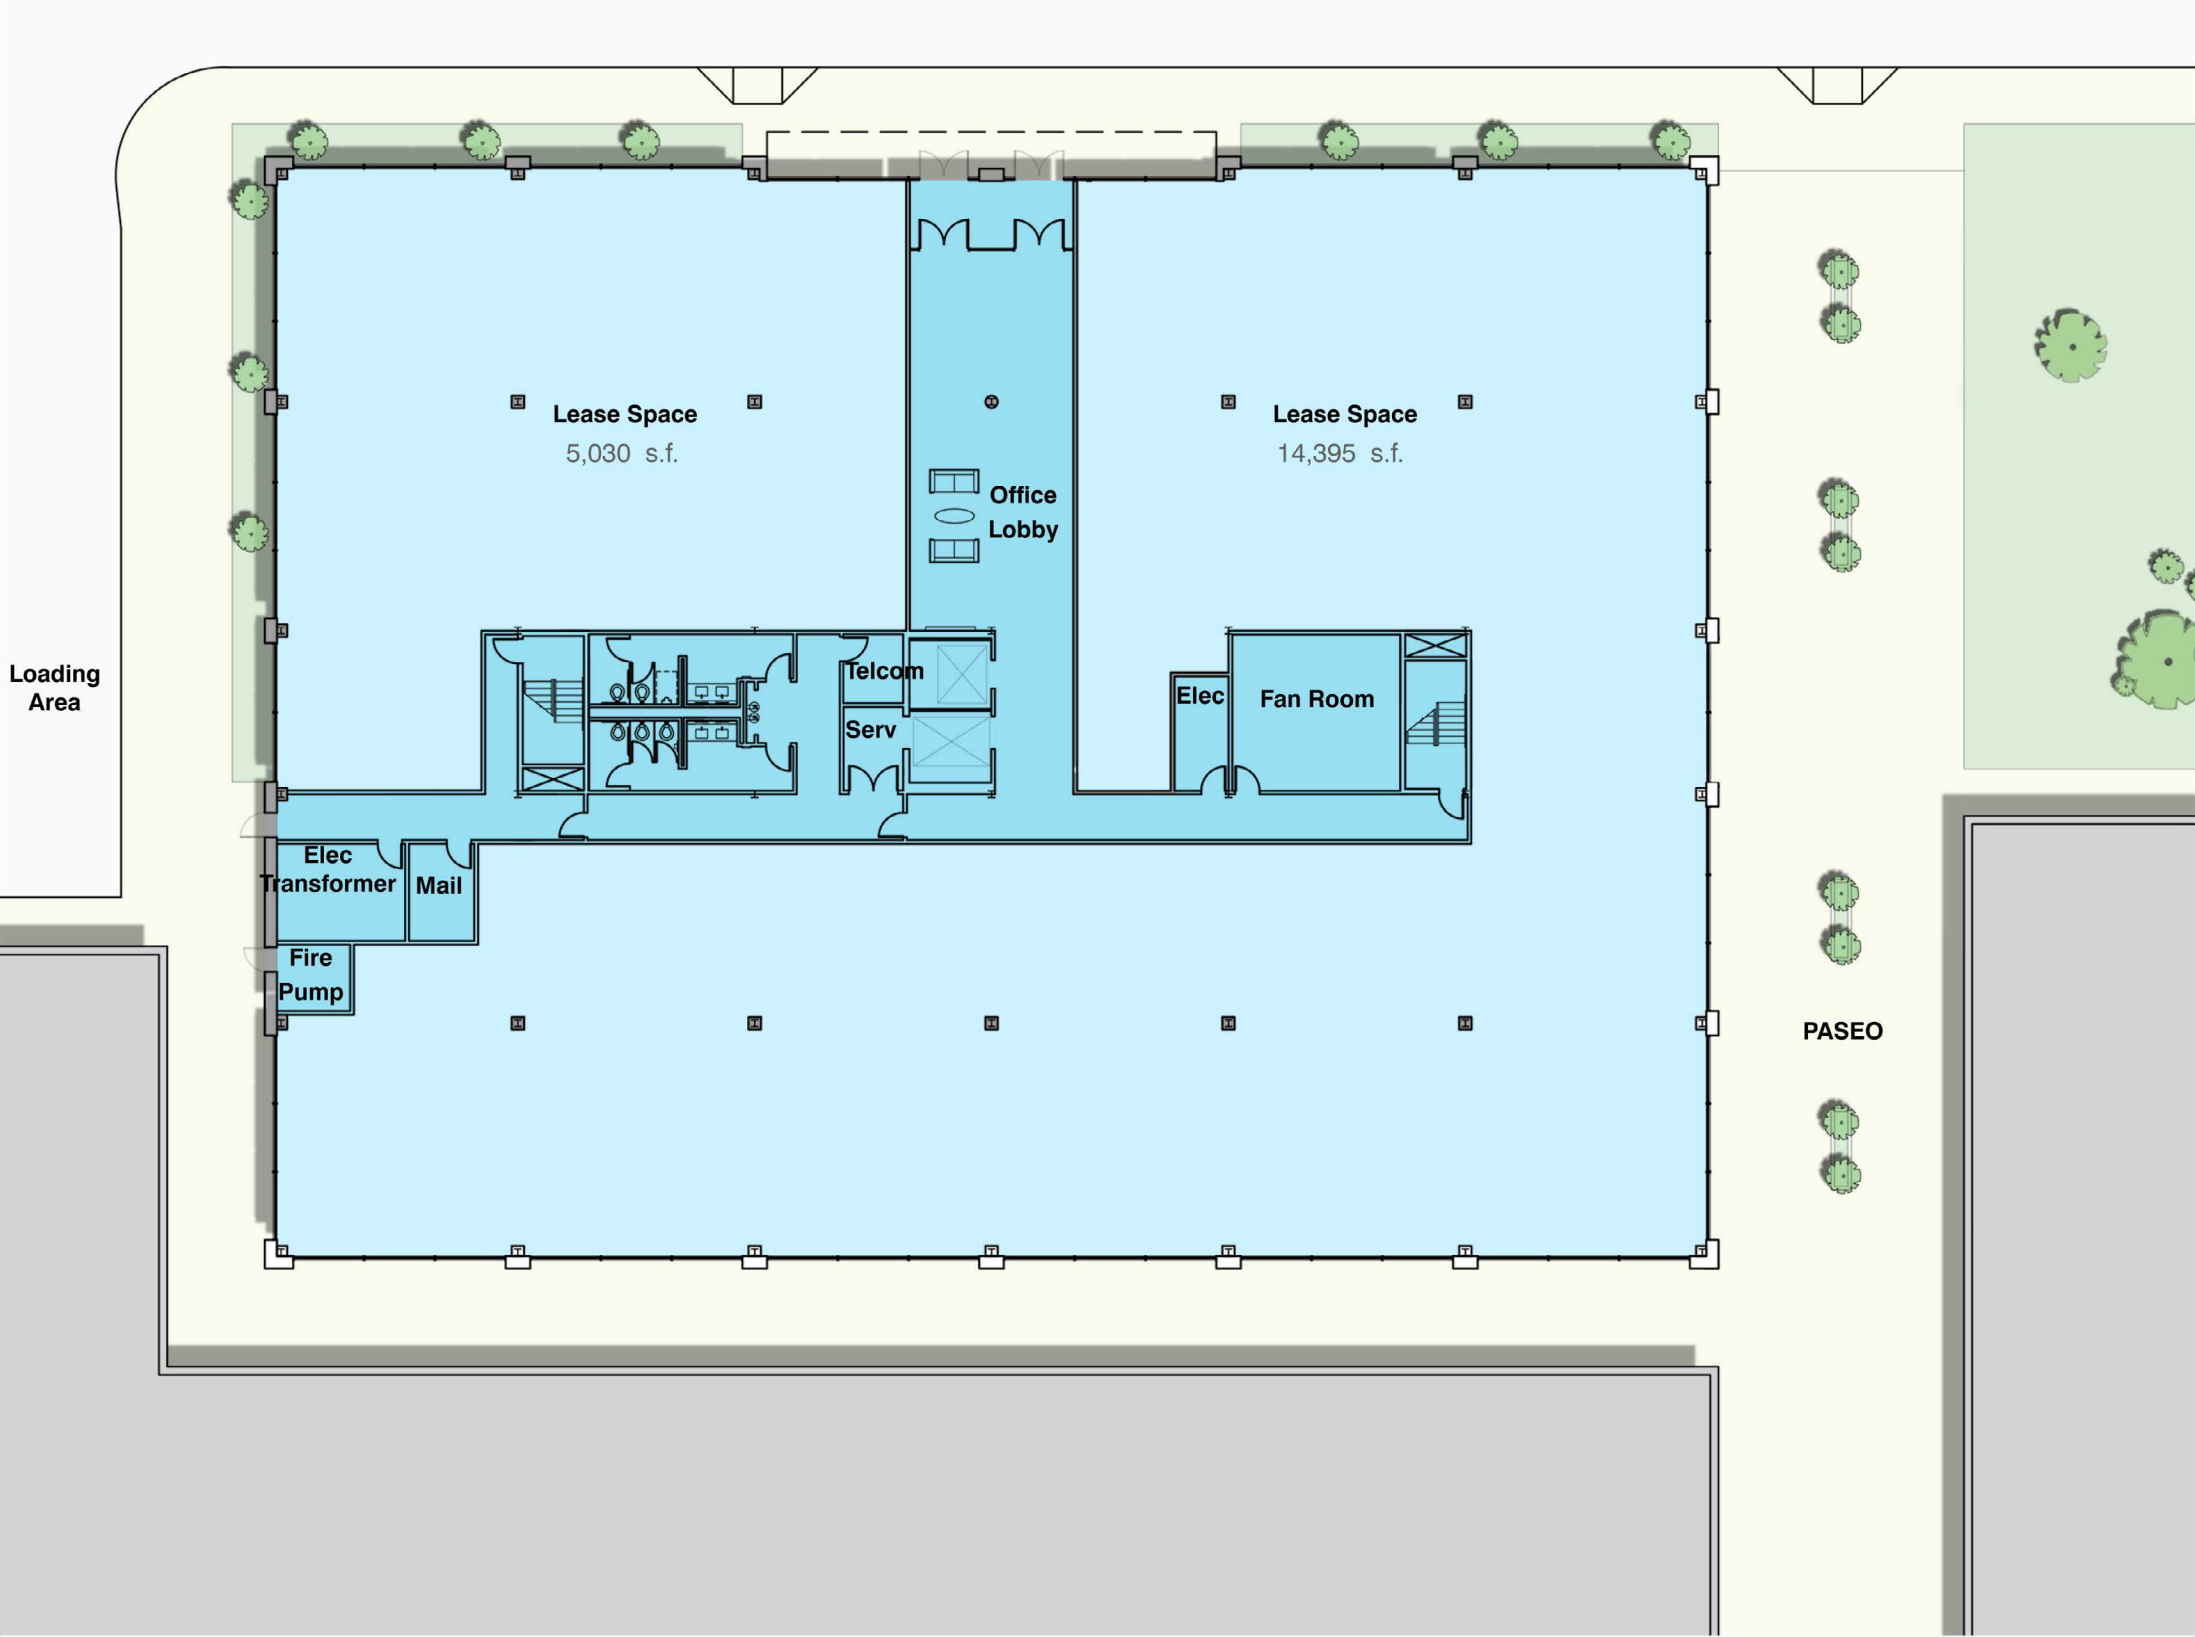 Lease Space
5,030 s.f.
Lease Space
14,395 s.f.
Office
Lobby
Loading
Area
Telcom
Serv
Elec
Fan Room
Elec
Transformer
Mail
Fire
Pump
PASEO